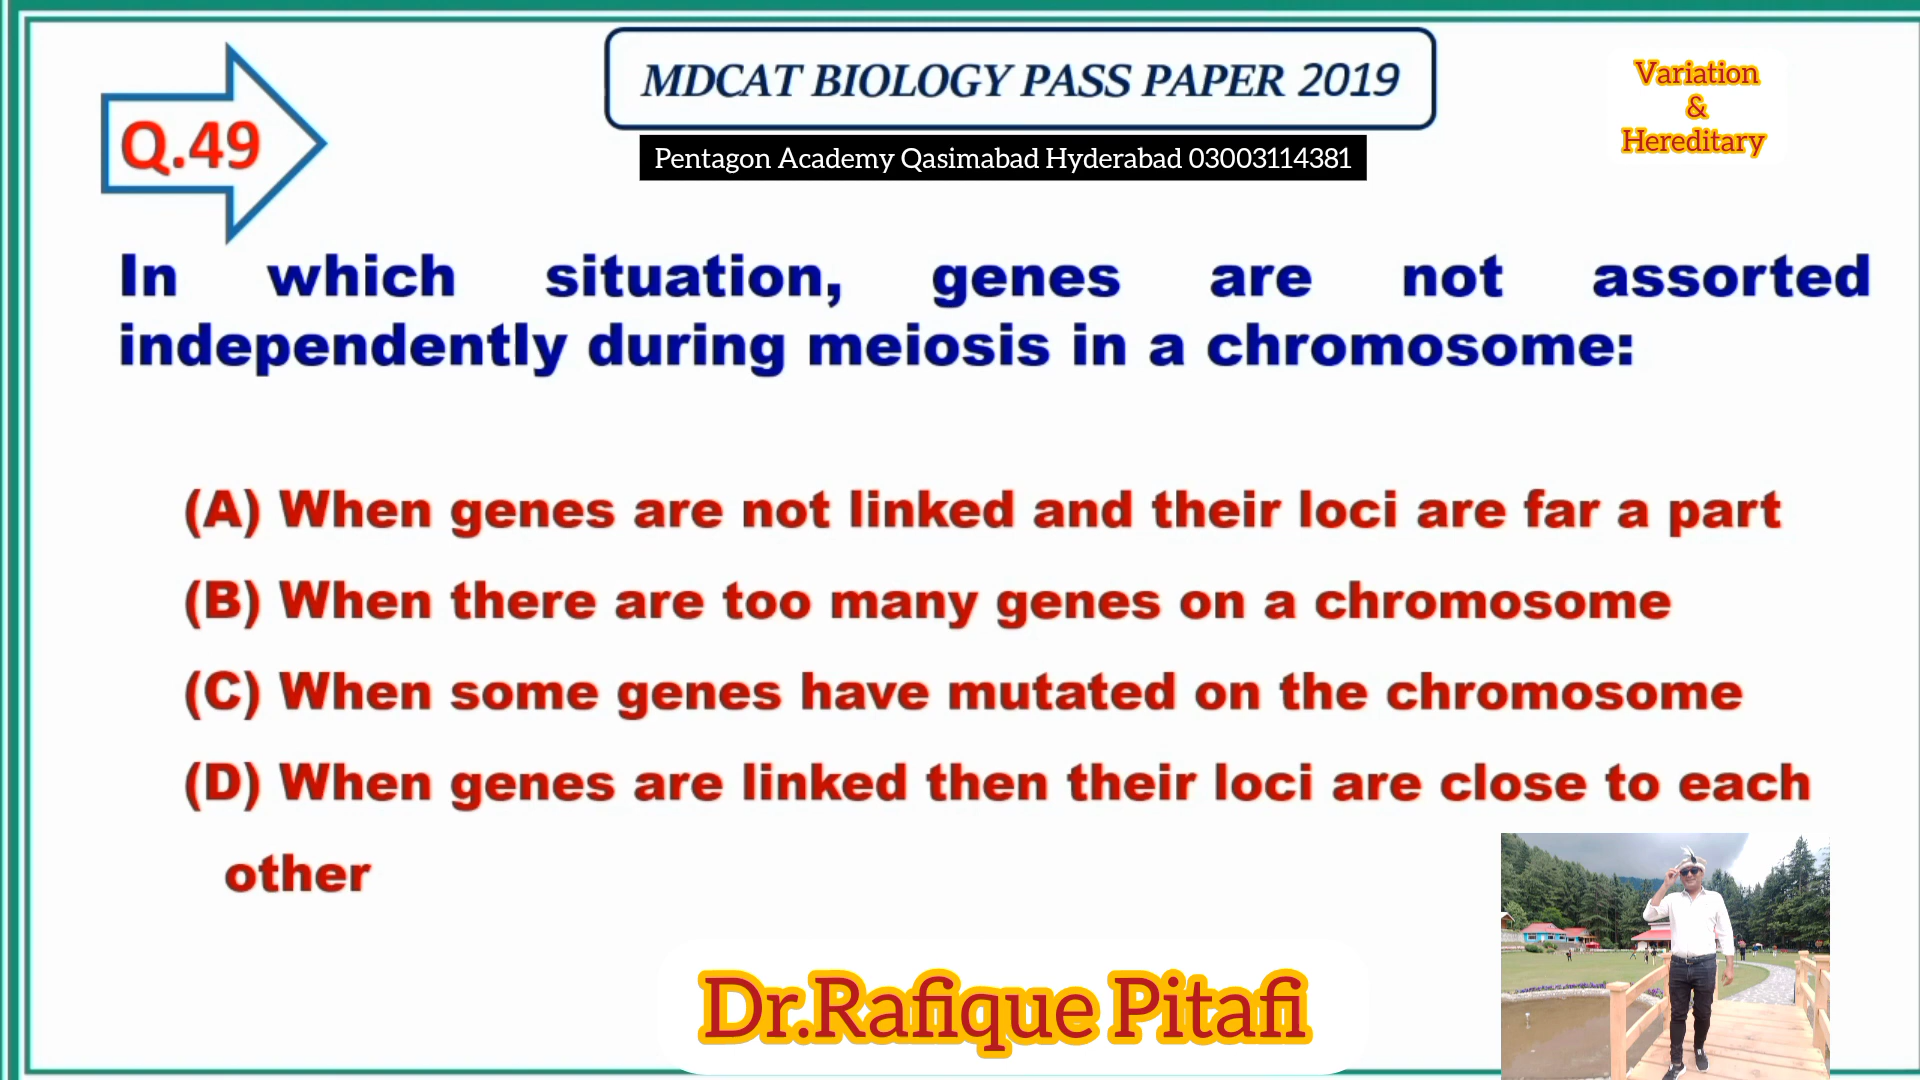 Q.49
MDCAT BIOLOGY PASS PAPER 2019
Pentagon Academy Qasimabad Hyderabad 03003114381
Variation
&
Hereditary
In which situation, genes are not assorted
independently during meiosis in a chromosome:
(A) When genes are not linked and their loci are far a part
(B) When there are too many genes on a chromosome
(C) When some genes have mutated on the chromosome
(D) When genes are linked then their loci are close to each
other
Dr.Rafique Pitafi